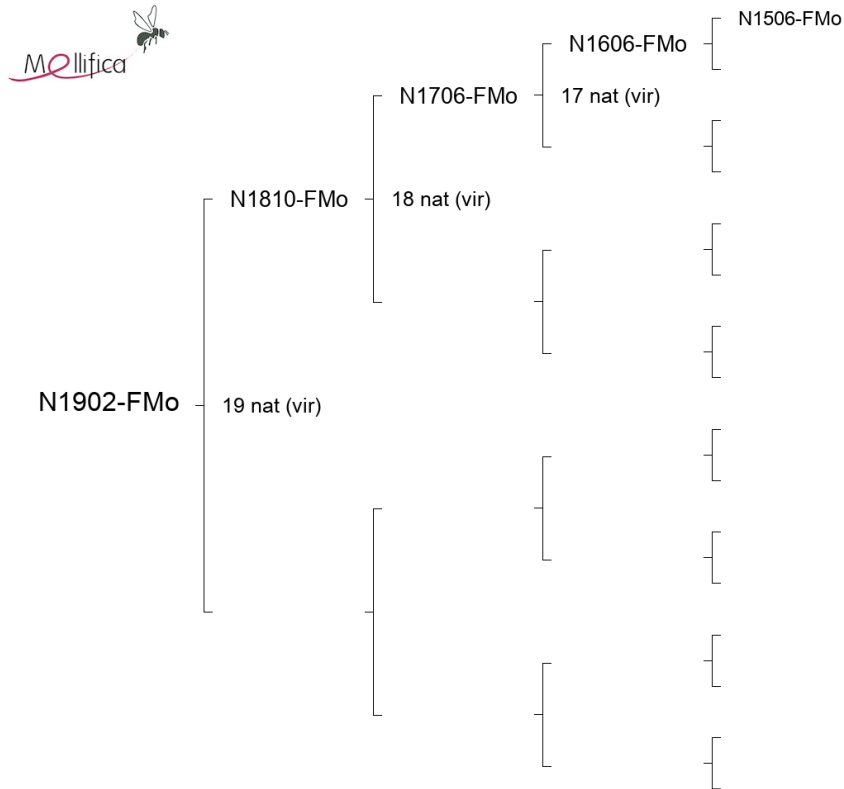 Mellifica
N1506-FMo
N1606-FMo
N1706-FMo
17 nat (vir)
N1810-FMo
18 nat (vir)
N1902-FMo
19 nat (vir)